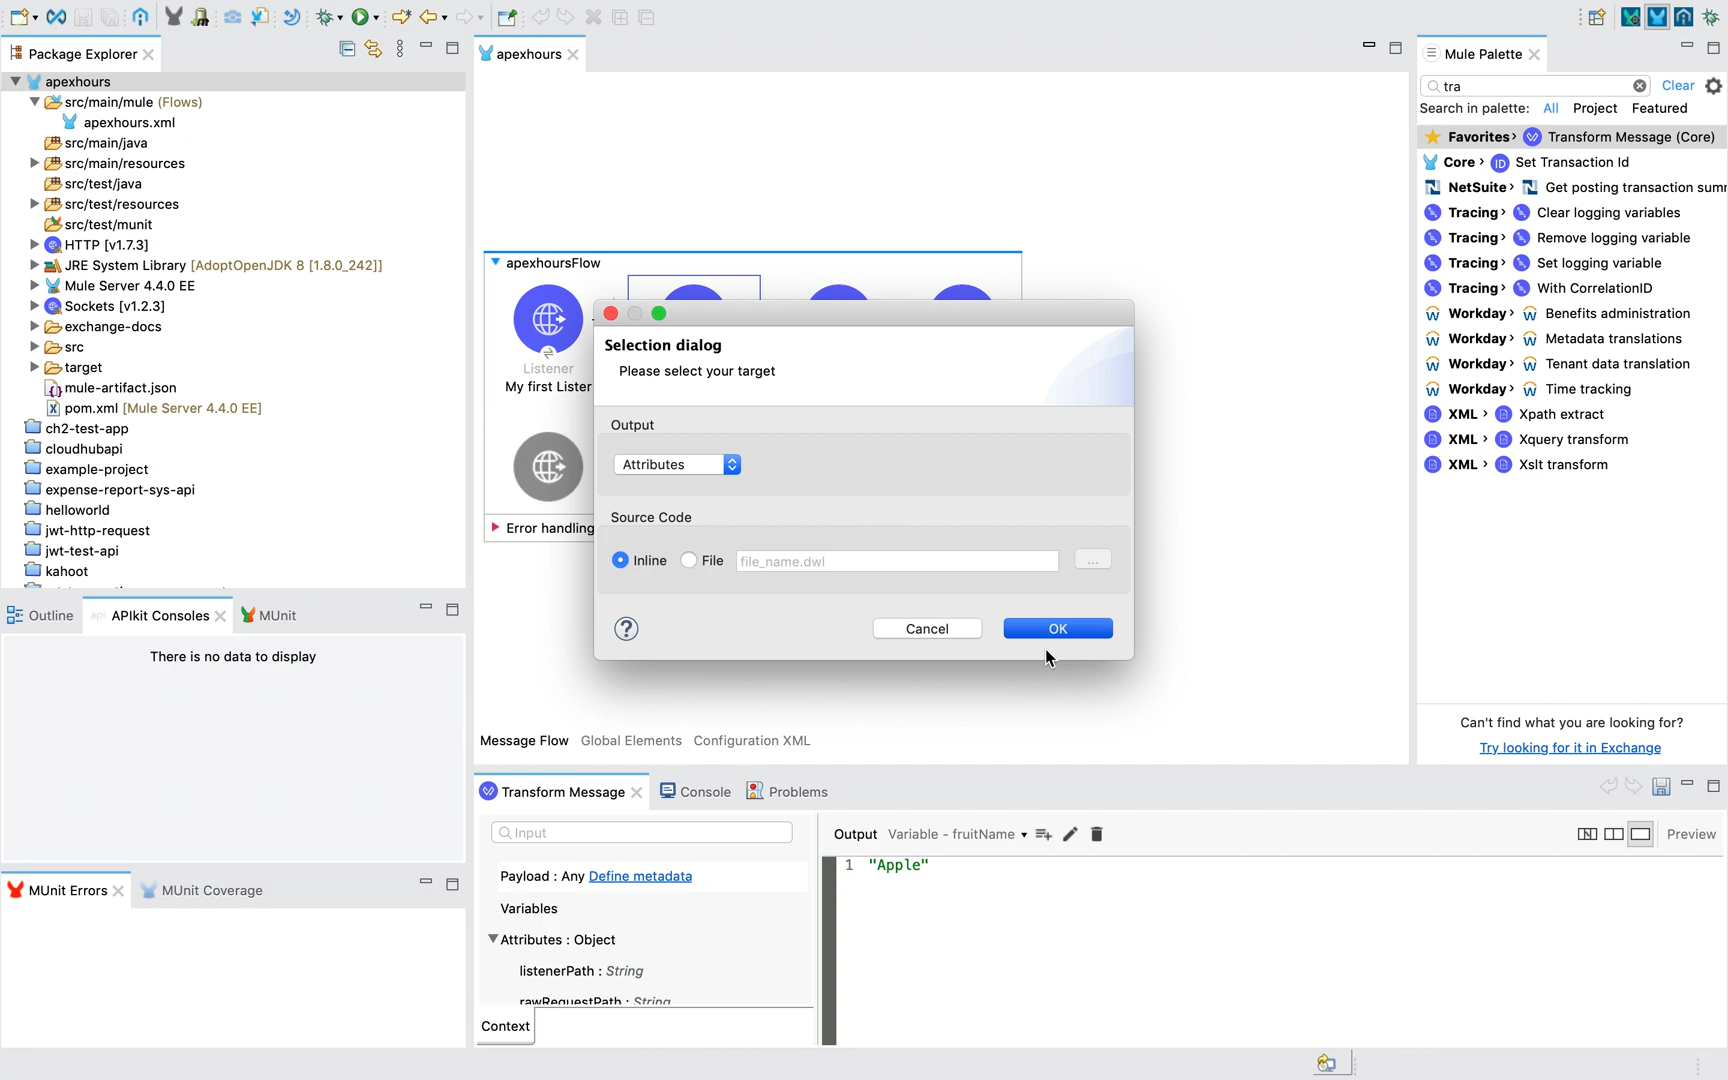 Package Explorer
apexhours
Mule Palette
apexhours
src/main/mule (Flows)
apexhours.xml
src/main/java
src/main/resources
src/test/java
src/test/resources
src/test/munit
HTTP [v1.7.3]
JRE System Library [AdoptOpenJDK 8 [1.8.0_242]]
Mule Server 4.4.0 EE
Sockets [v1.2.3]
exchange-docs
src
target
mule-artifact.json
pom.xml [Mule Server 4.4.0 EE]
ch2-test-app
cloudhubapi
example-project
expense-report-sys-api
helloworld
jwt-http-request
jwt-test-api
kahoot
Outline
api APIkit Consoles
MUnit
There is no data to display
MUnit Errors
MUnit Coverage
apexhoursFlow
Listener
My first Lister
Error handling
Selection dialog
Please select your target
Output
Attributes
Source Code
Inline
File
file_name.dwl
...
?
Cancel
OK
Message Flow
Global Elements
Configuration XML
tra
Clear
Search in palette: All Project Featured
Favorites> Transform Message (Core)
Core > ID Set Transaction Id
NetSuite> Get posting transaction sum
Tracing> Clear logging variables
Tracing> Remove logging variable
Tracing> Set logging variable
Tracing> With CorrelationID
Workday> Benefits administration
Workday> Metadata translations
Workday> Tenant data translation
Workday> Time tracking
XML > Xpath extract
XML > Xquery transform
XML > Xslt transform
Can't find what you are looking for?
Try looking for it in Exchange
Transform Message
Console
Problems
Input
Payload : Any Define metadata
Variables
Attributes : Object
listenerPath : String
rawRequestPath : String
Context
Output Variable - fruitName
Preview
1 "Apple"